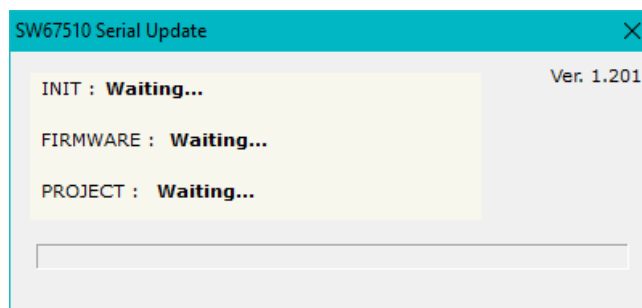 SW67510 Serial Update
Ver. 1.201
INIT : Waiting...
FIRMWARE : Waiting...
PROJECT : Waiting...